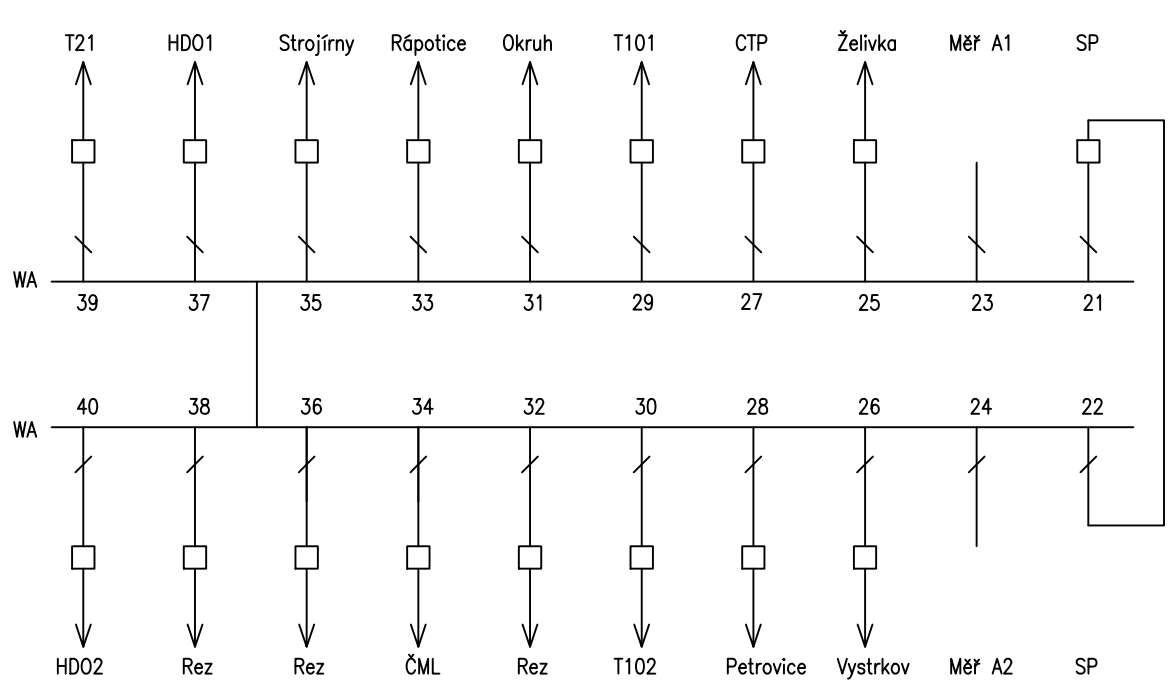 T21 HDO1 Strojírny Rápotice Okruh T101 CTP Želivka Měř A1 SP
WA
39 37 35 33 31 29 27 25 23 21
40 38 36 34 32 30 28 26 24 22
WA
HDO2 Rez Rez ČML Rez T102 Petrovice Vystrkov Měř A2 SP